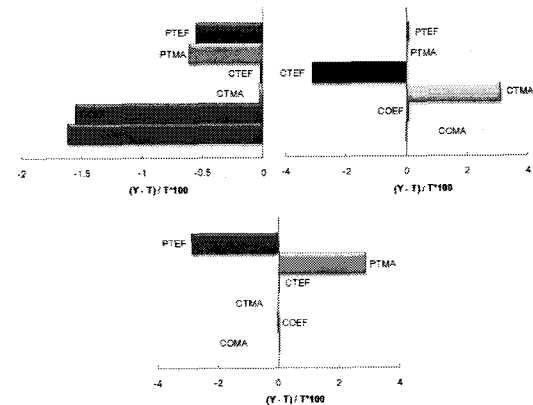 PTEF
PTMA
CTEF
CTMA
-2 -1.5 -1 -0.5 0
(Y - T) / T*100
PTEF
PTMA
CTEF
CTMA
COEF
COMA
-4 -2 0 2 4
(Y - T) / T*100
PTEF
PTMA
CTEF
CTMA
COEF
COMA
-4 -2 0 2 4
(Y - T) / T*100